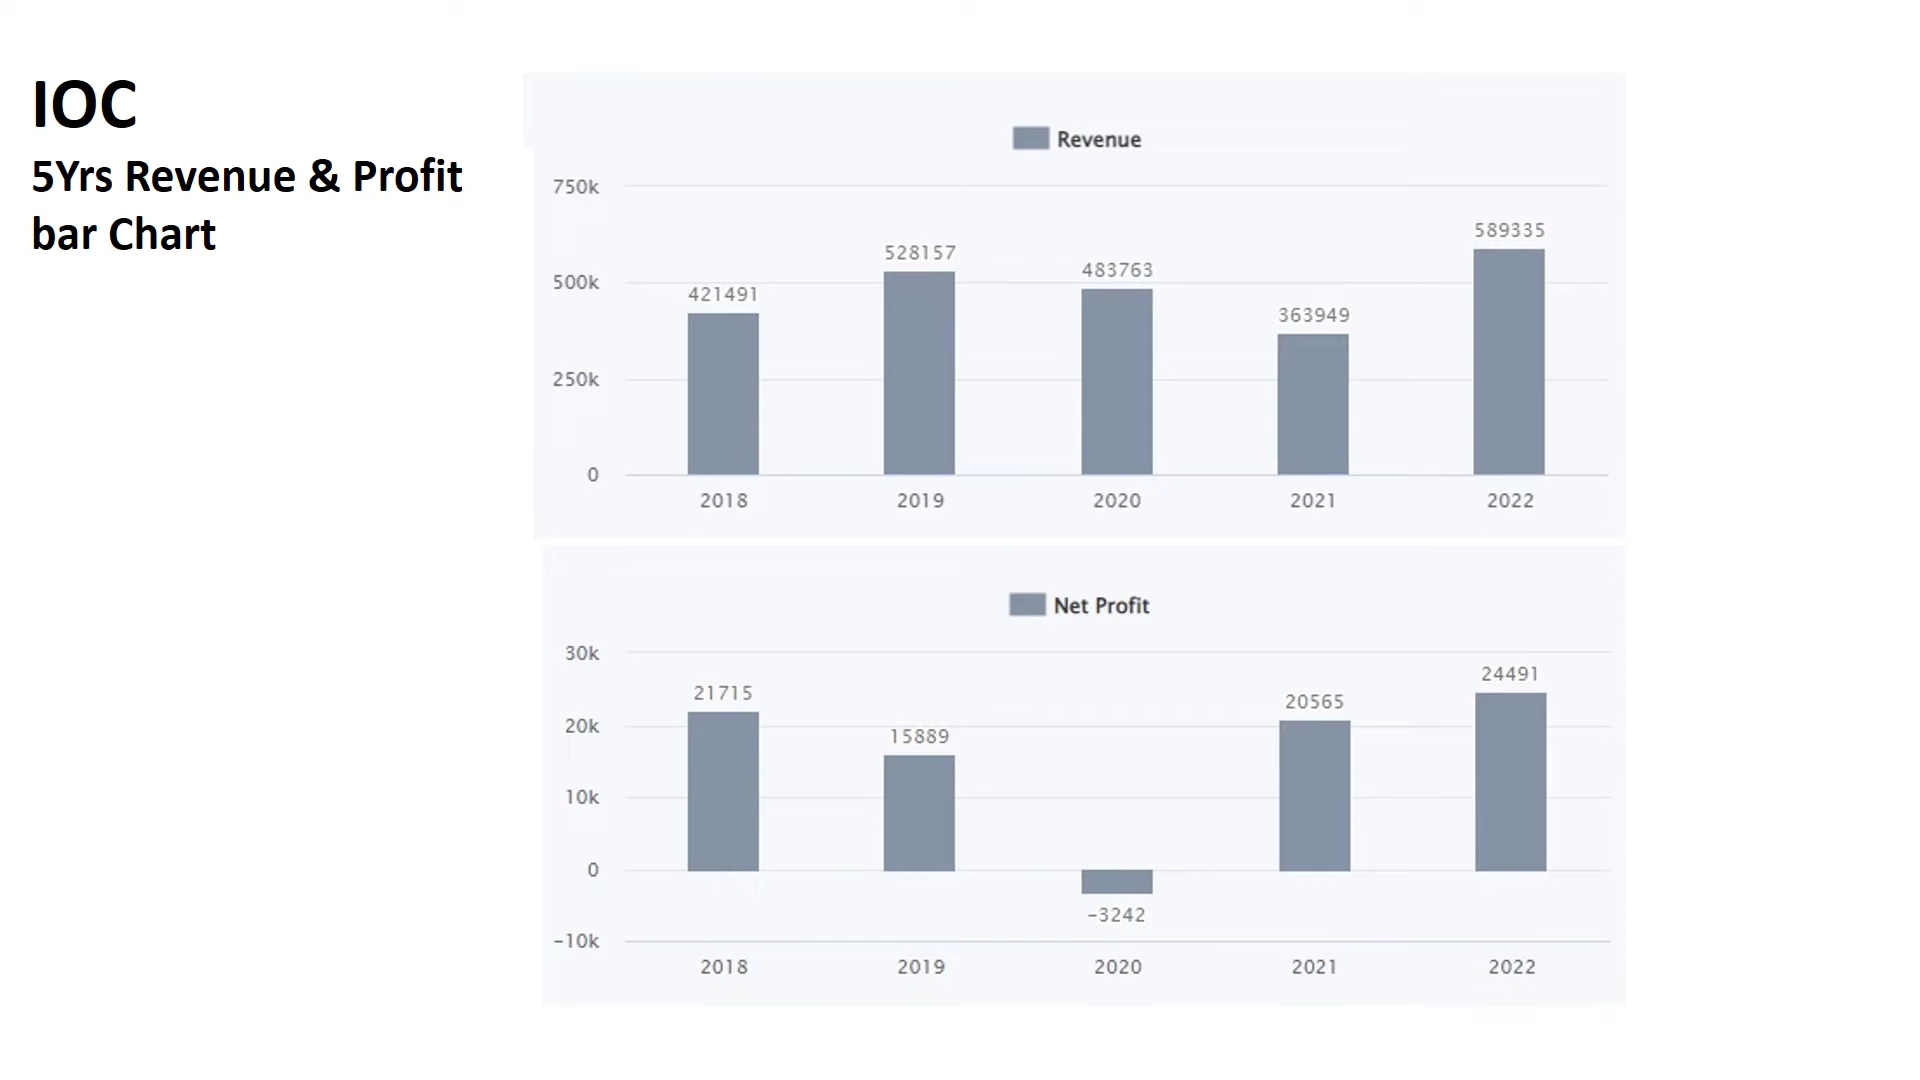 IOC
5Yrs Revenue & Profit
bar Chart
Revenue
750k
500k
250k
0
421491
528157
483763
363949
589335
2018 2019 2020 2021 2022
Net Profit
30k
20k
10k
0
-10k
21715
15889
-3242
20565
24491
2018 2019 2020 2021 2022